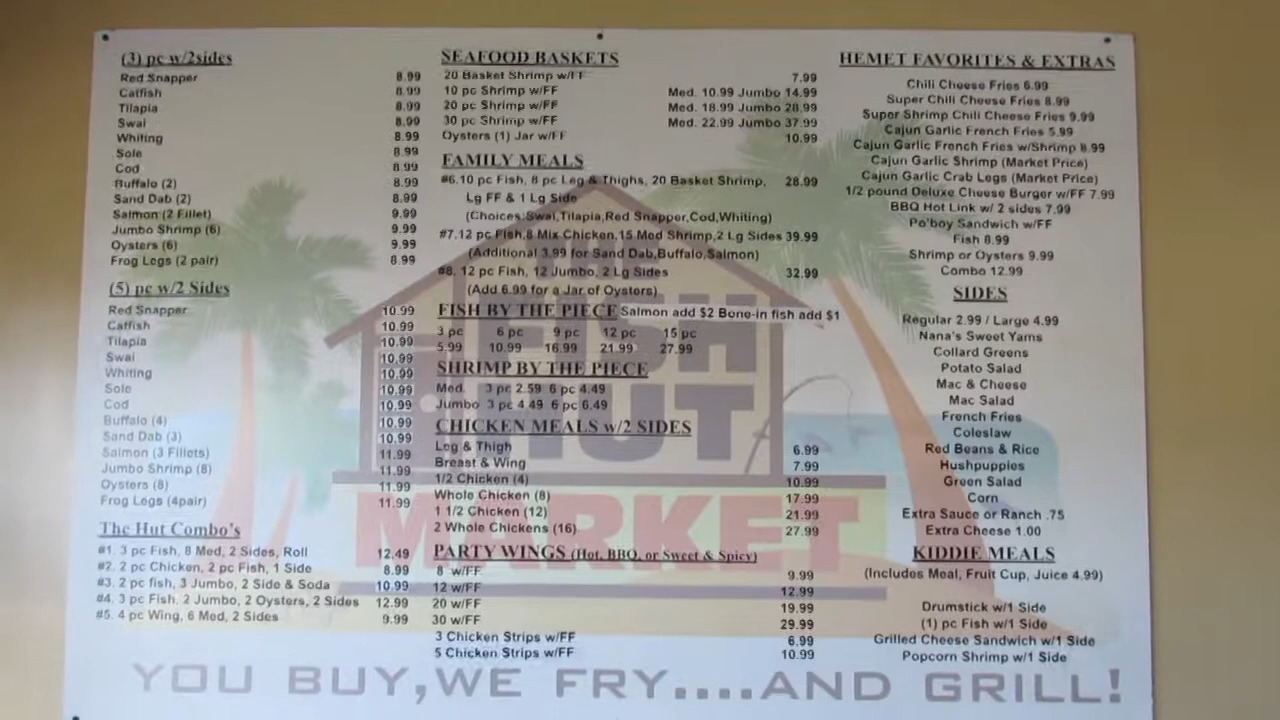 (3) pc w/2sides
Red Snapper 8.99
Catfish 8.99
Tilapia 8.99
Swai 8.99
Whiting 8.99
Sole 8.99
Cod 8.99
Buffalo (2) 8.99
Sand Dab (2) 8.99
Salmon (2 Fillet) 9.99
Jumbo Shrimp (6) 9.99
Oysters (6) 9.99
Frog Legs (2 pair) 8.99
(5) pc w/2 Sides
Red Snapper 10.99
Catfish 10.99
Tilapia 10.99
Swai 10.99
Whiting 10.99
Sole 10.99
Cod 10.99
Buffalo (4) 10.99
Sand Dab (3) 10.99
Salmon (3 Fillets) 11.99
Jumbo Shrimp (8) 11.99
Oysters (8) 11.99
Frog Legs (4pair) 11.99
The Hut Combo's
#1. 3 pc Fish, 8 Med, 2 Sides, Roll 12.49
#2. 2 pc Chicken, 2 pc Fish, 1 Side 8.99
#3. 2 pc fish, 3 Jumbo, 2 Side & Soda 10.99
#4. 3 pc Fish, 2 Jumbo, 2 Oysters, 2 Sides 12.99
#5. 4 pc Wing, 6 Med, 2 Sides 9.99
SEAFOOD BASKETS
20 Basket Shrimp w/FF 7.99
10 pc Shrimp w/FF Med. 10.99 Jumbo 14.99
20 pc Shrimp w/FF Med. 18.99 Jumbo 28.99
30 pc Shrimp w/FF Med. 22.99 Jumbo 37.99
Oysters (1) Jar w/FF 10.99
FAMILY MEALS
#6.10 pc Fish, 8 pc Leg & Thighs, 20 Basket Shrimp, 28.99
Lg FF & 1 Lg Side
(Choices:Swai,Tilapia,Red Snapper,Cod,Whiting)
#7.12 pc Fish,8 Mix Chicken,15 Med Shrimp,2 Lg Sides 39.99
(Additional 3.99 for Sand Dab,Buffalo,Salmon)
#8. 12 pc Fish, 12 Jumbo, 2 Lg Sides 32.99
(Add 6.99 for a Jar of Oysters)
FISH BY THE PIECE Salmon add $2 Bone-in fish add $1
3 pc 6 pc 9 pc 12 pc 15 pc
5.99 10.99 16.99 21.99 27.99
SHRIMP BY THE PIECE
Med. 3 pc 2.59 6 pc 4.49
Jumbo 3 pc 4.49 6 pc 6.49
CHICKEN MEALS w/2 SIDES
Leg & Thigh 6.99
Breast & Wing 7.99
1/2 Chicken (4) 10.99
Whole Chicken (8) 17.99
1 1/2 Chicken (12) 21.99
2 Whole Chickens (16) 27.99
PARTY WINGS (Hot, BBQ, or Sweet & Spicy)
8 w/FF 9.99
12 w/FF 12.99
20 w/FF 19.99
30 w/FF 29.99
3 Chicken Strips w/FF 6.99
5 Chicken Strips w/FF 10.99
HEMET FAVORITES & EXTRAS
Chili Cheese Fries 6.99
Super Chili Cheese Fries 8.99
Super Shrimp Chili Cheese Fries 9.99
Cajun Garlic French Fries 5.99
Cajun Garlic French Fries w/Shrimp 8.99
Cajun Garlic Shrimp (Market Price)
Cajun Garlic Crab Legs (Market Price)
1/2 pound Deluxe Cheese Burger w/FF 7.99
BBQ Hot Link w/ 2 sides 7.99
Po'boy Sandwich w/FF
Fish 8.99
Shrimp or Oysters 9.99
Combo 12.99
SIDES
Regular 2.99 / Large 4.99
Nana's Sweet Yams
Collard Greens
Potato Salad
Mac & Cheese
Mac Salad
French Fries
Coleslaw
Red Beans & Rice
Hushpuppies
Green Salad
Corn
Extra Sauce or Ranch .75
Extra Cheese 1.00
KIDDIE MEALS
(Includes Meal, Fruit Cup, Juice 4.99)
Drumstick w/1 Side
(1) pc Fish w/1 Side
Grilled Cheese Sandwich w/1 Side
Popcorn Shrimp w/1 Side
THE
FISH
HUT
MARKET
YOU BUY,WE FRY....AND GRILL!